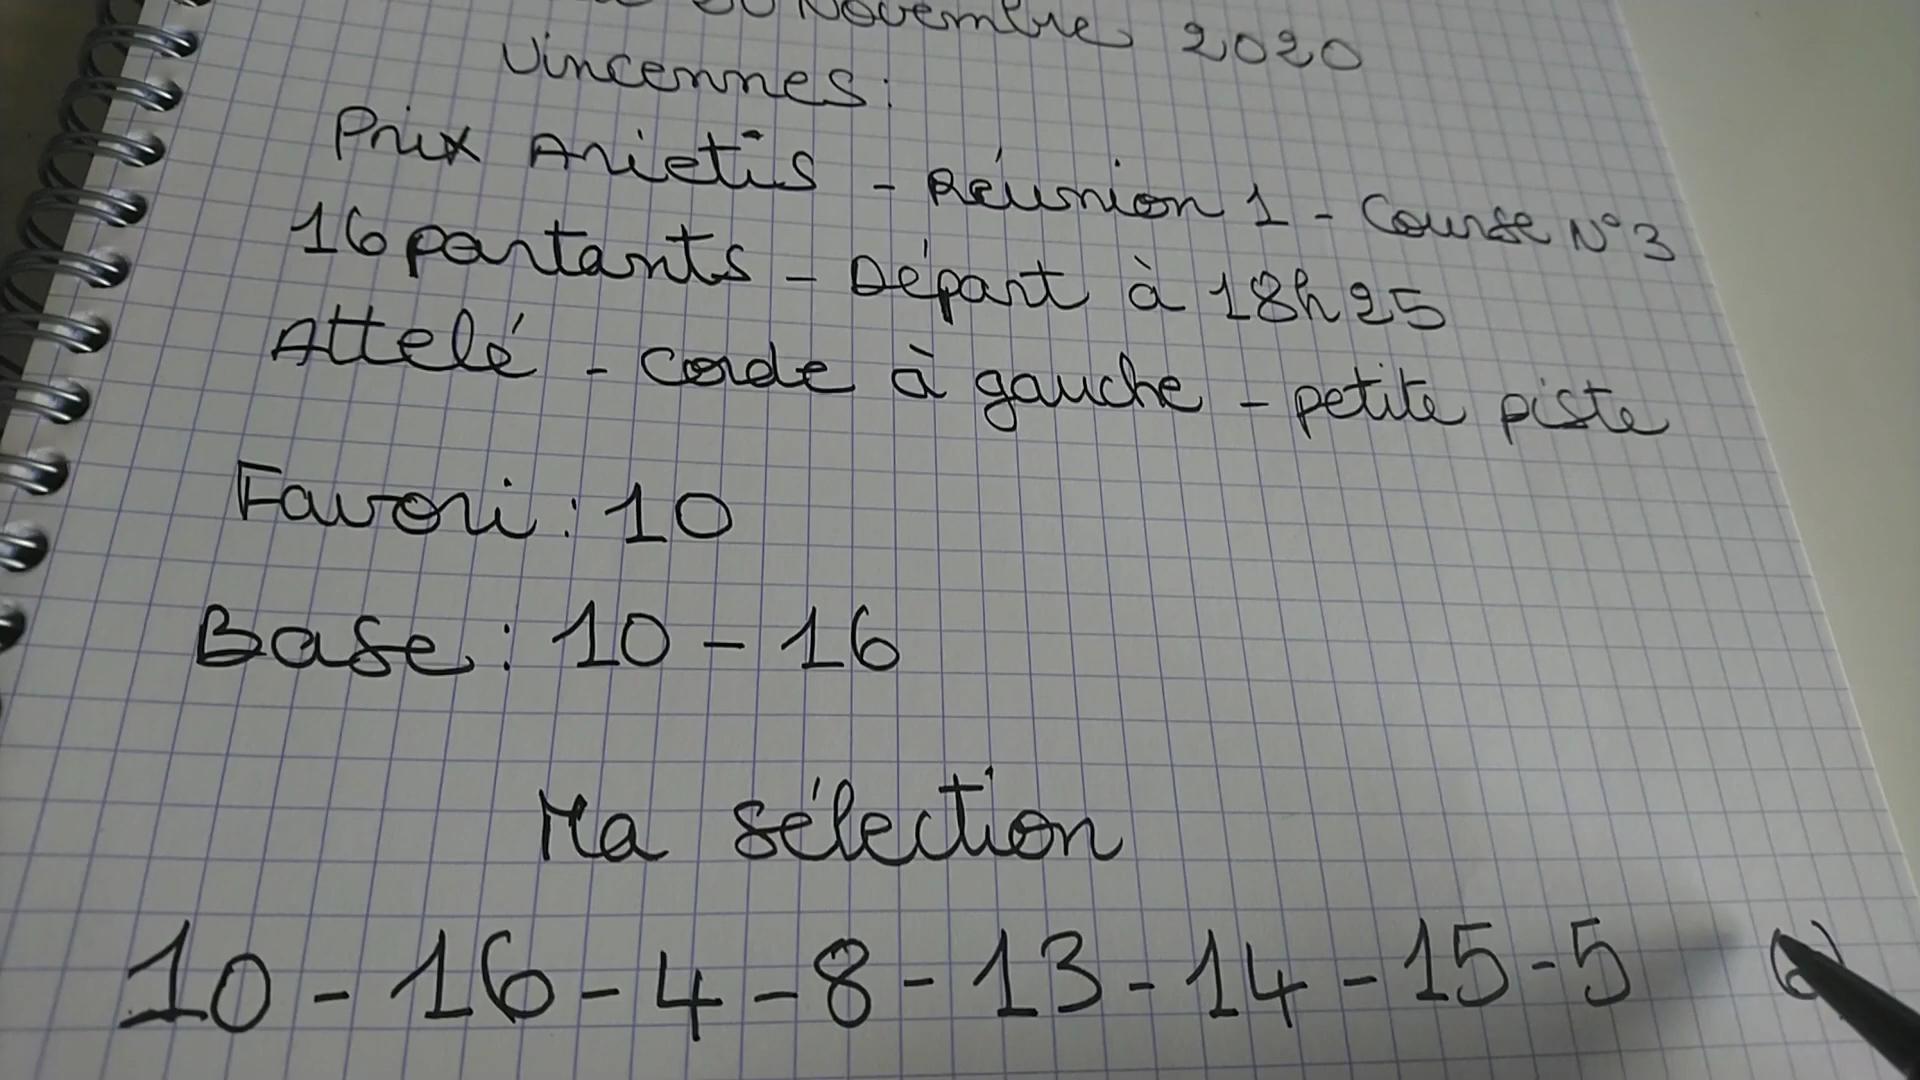 Novembre 2020
Vincennes:
Prix Arietis - Réunion 1 - Course N°3
16 partants - Départ à 18h25
Attelé - corde à gauche - petite piste
Favori : 10
Base : 10 - 16
Ma sélection
10 - 16 - 4 - 8 - 13 - 14 - 15 - 5